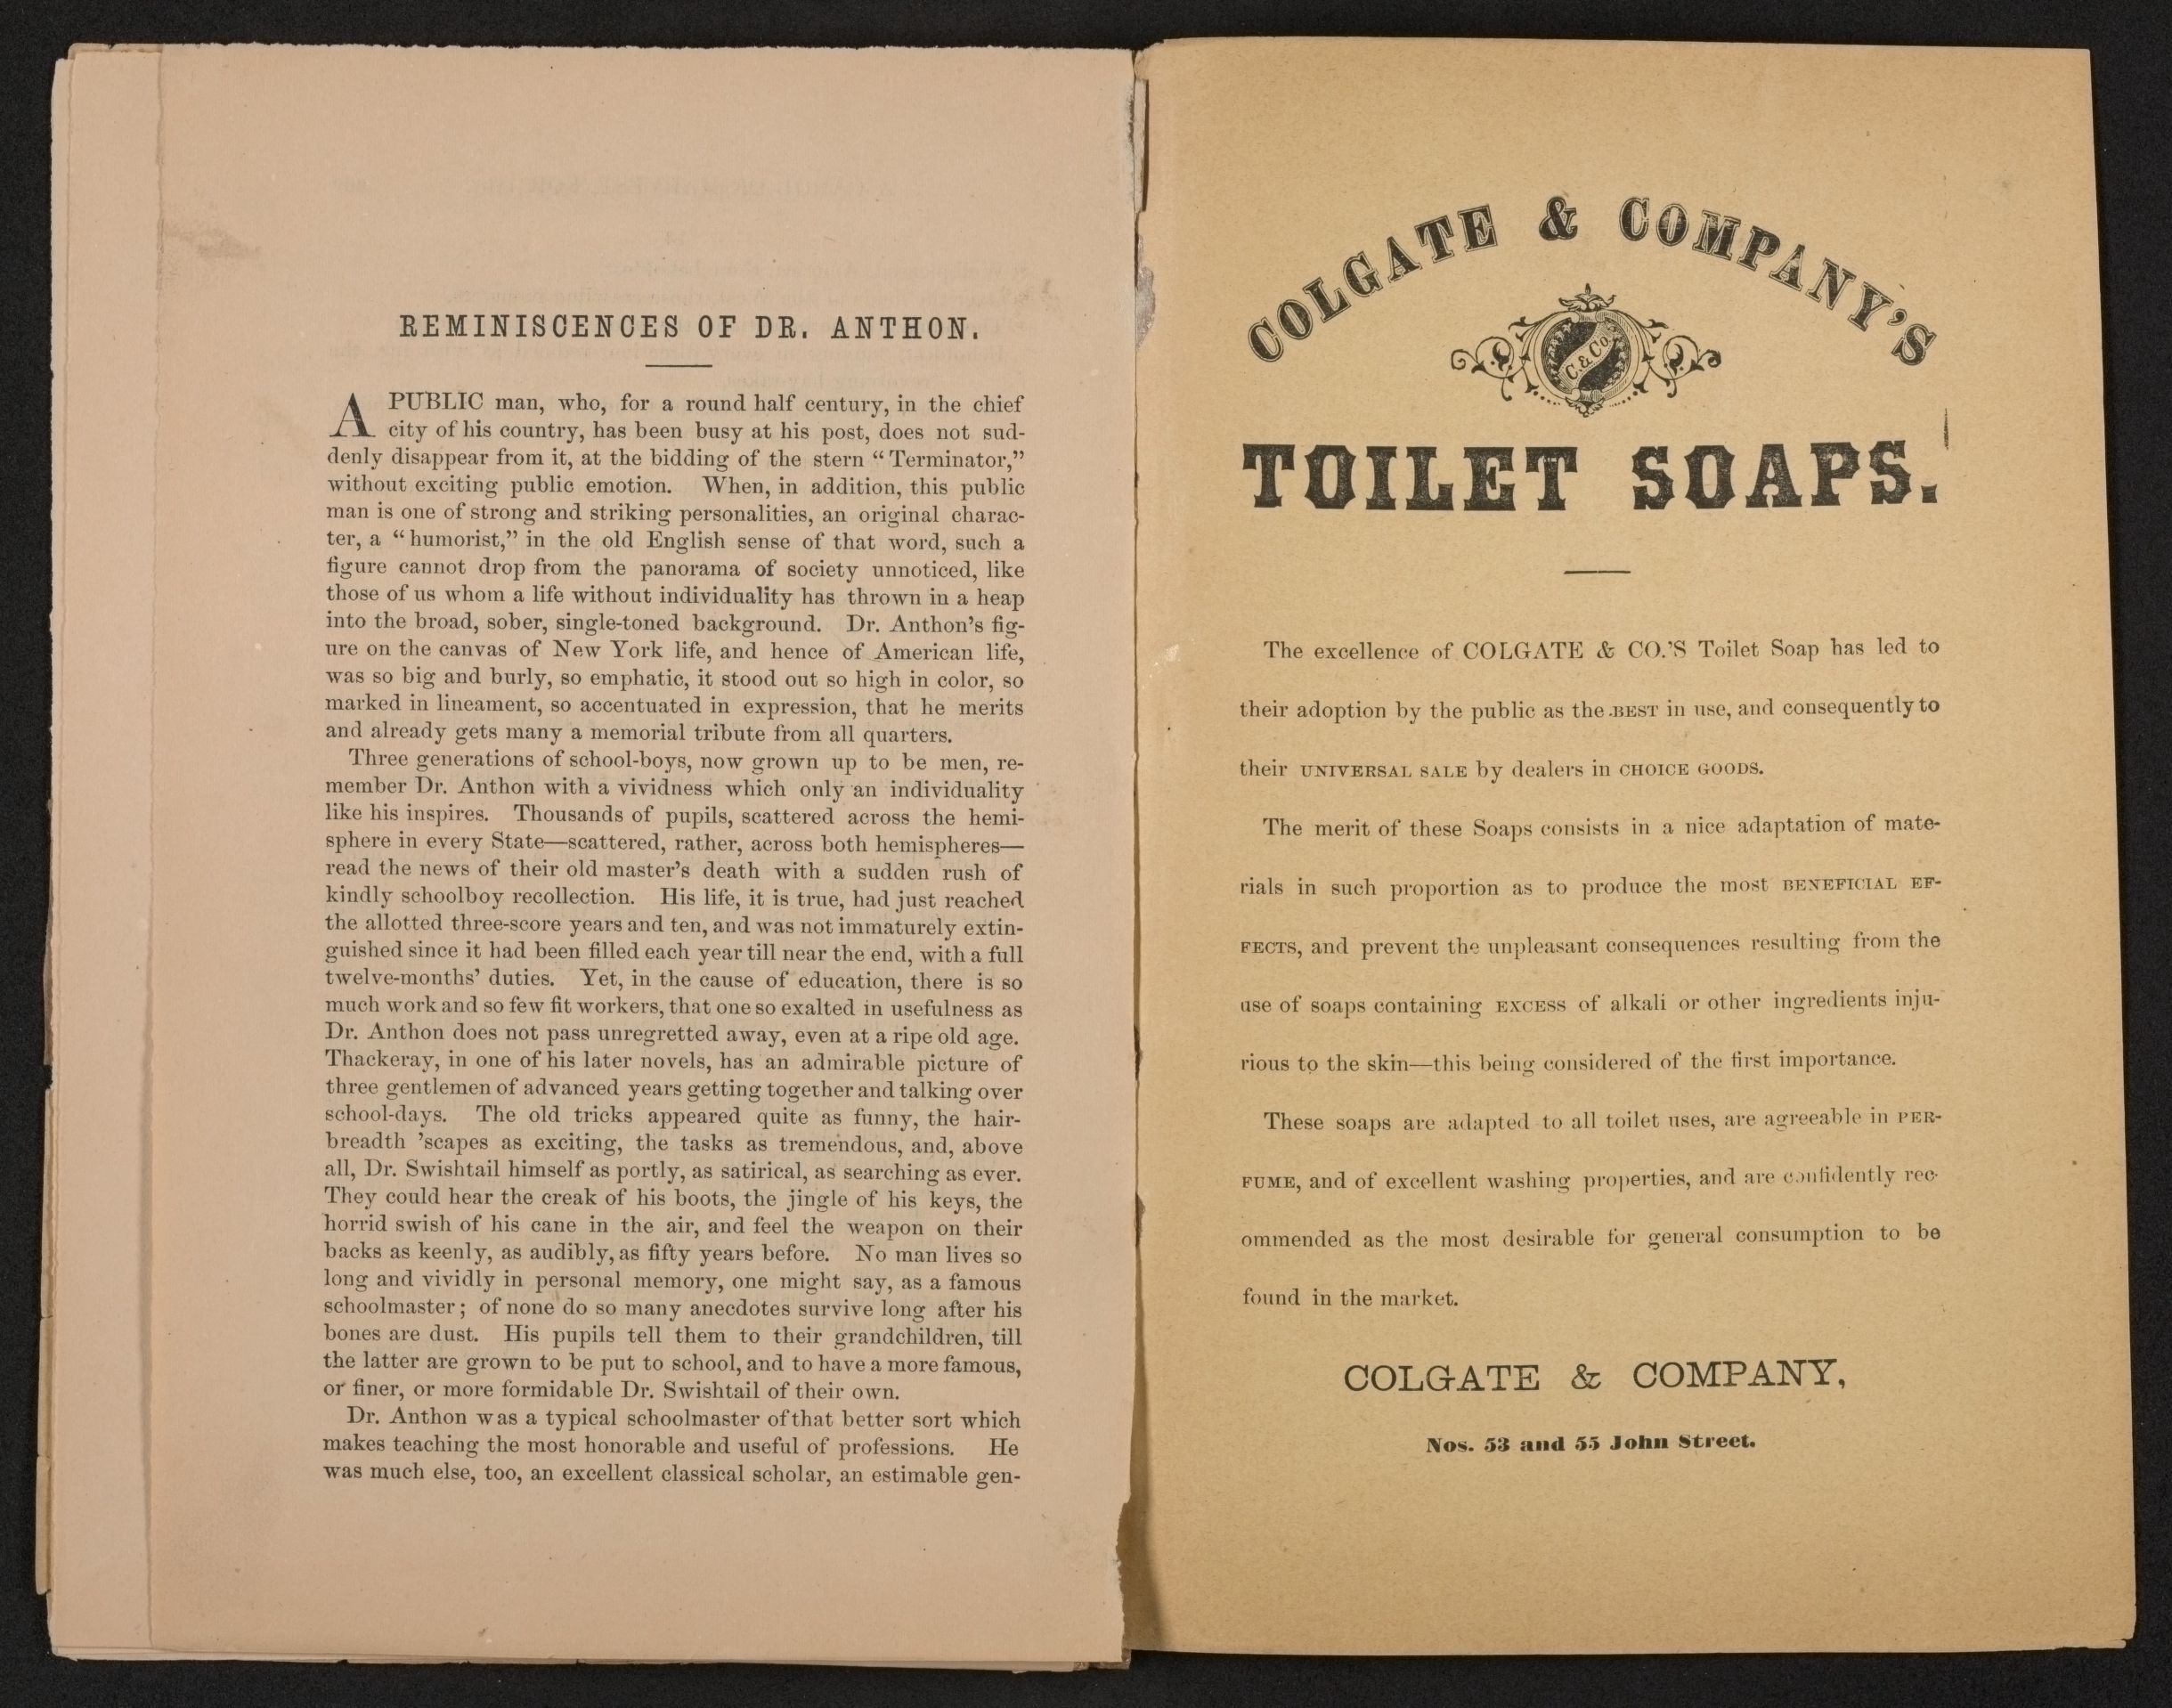 REMINISCENCES OF DR. ANTHON.
A PUBLIC man, who, for a round half century, in the chief
city of his country, has been busy at his post, does not sud-
denly disappear from it, at the bidding of the stern “Terminator,”
without exciting public emotion. When, in addition, this public
man is one of strong and striking personalities, an original charac-
ter, a “humorist,” in the old English sense of that word, such a
figure cannot drop from the panorama of society unnoticed, like
those of us whom a life without individuality has thrown in a heap
into the broad, sober, single-toned background. Dr. Anthon's fig-
ure on the canvas of New York life, and hence of American life,
was so big and burly, so emphatic, it stood out so high in color, so
marked in lineament, so accentuated in expression, that he merits
and already gets many a memorial tribute from all quarters.
Three generations of school-boys, now grown up to be men, re-
member Dr. Anthon with a vividness which only an individuality
like his inspires. Thousands of pupils, scattered across the hemi-
sphere in every State—scattered, rather, across both hemispheres—
read the news of their old master's death with a sudden rush of
kindly schoolboy recollection. His life, it is true, had just reached
the allotted three-score years and ten, and was not immaturely extin-
guished since it had been filled each year till near the end, with a full
twelve-months' duties. Yet, in the cause of education, there is so
much work and so few fit workers, that one so exalted in usefulness as
Dr. Anthon does not pass unregretted away, even at a ripe old age.
Thackeray, in one of his later novels, has an admirable picture of
three gentlemen of advanced years getting together and talking over
school-days. The old tricks appeared quite as funny, the hair-
breadth 'scapes as exciting, the tasks as tremendous, and, above
all, Dr. Swishtail himself as portly, as satirical, as searching as ever.
They could hear the creak of his boots, the jingle of his keys, the
horrid swish of his cane in the air, and feel the weapon on their
backs as keenly, as audibly, as fifty years before. No man lives so
long and vividly in personal memory, one might say, as a famous
schoolmaster; of none do so many anecdotes survive long after his
bones are dust. His pupils tell them to their grandchildren, till
the latter are grown to be put to school, and to have a more famous,
or finer, or more formidable Dr. Swishtail of their own.
Dr. Anthon was a typical schoolmaster of that better sort which
makes teaching the most honorable and useful of professions. He
was much else, too, an excellent classical scholar, an estimable gen-
COLGATE & COMPANY'S
C. & Co.
TOILET SOAPS.
The excellence of COLGATE & CO.'S Toilet Soap has led to
their adoption by the public as the BEST in use, and consequently to
their UNIVERSAL SALE by dealers in CHOICE GOODS.
The merit of these Soaps consists in a nice adaptation of mate-
rials in such proportion as to produce the most BENEFICIAL EF-
FECTS, and prevent the unpleasant consequences resulting from the
use of soaps containing EXCESS of alkali or other ingredients inju-
rious to the skin—this being considered of the first importance.
These soaps are adapted to all toilet uses, are agreeable in PER-
FUME, and of excellent washing properties, and are confidently rec-
ommended as the most desirable for general consumption to be
found in the market.
COLGATE & COMPANY,
Nos. 53 and 55 John Street.